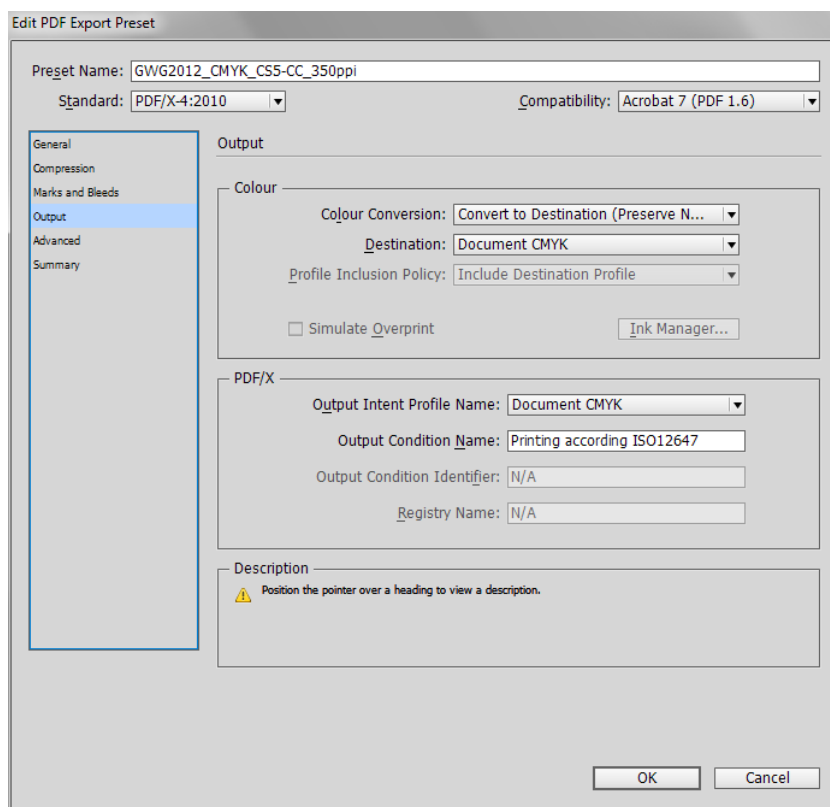 Edit PDF Export Preset
Preset Name: GWG2012_CMYK_CS5-CC_350ppi
Standard: PDF/X-4:2010 Compatibility: Acrobat 7 (PDF 1.6)
General
Compression
Marks and Bleeds
Output
Advanced
Summary
Output
Colour
Colour Conversion: Convert to Destination (Preserve N...
Destination: Document CMYK
Profile Inclusion Policy: Include Destination Profile
Simulate Overprint Ink Manager...
PDF/X
Output Intent Profile Name: Document CMYK
Output Condition Name: Printing according ISO12647
Output Condition Identifier: N/A
Registry Name: N/A
Description
Position the pointer over a heading to view a description.
OK Cancel